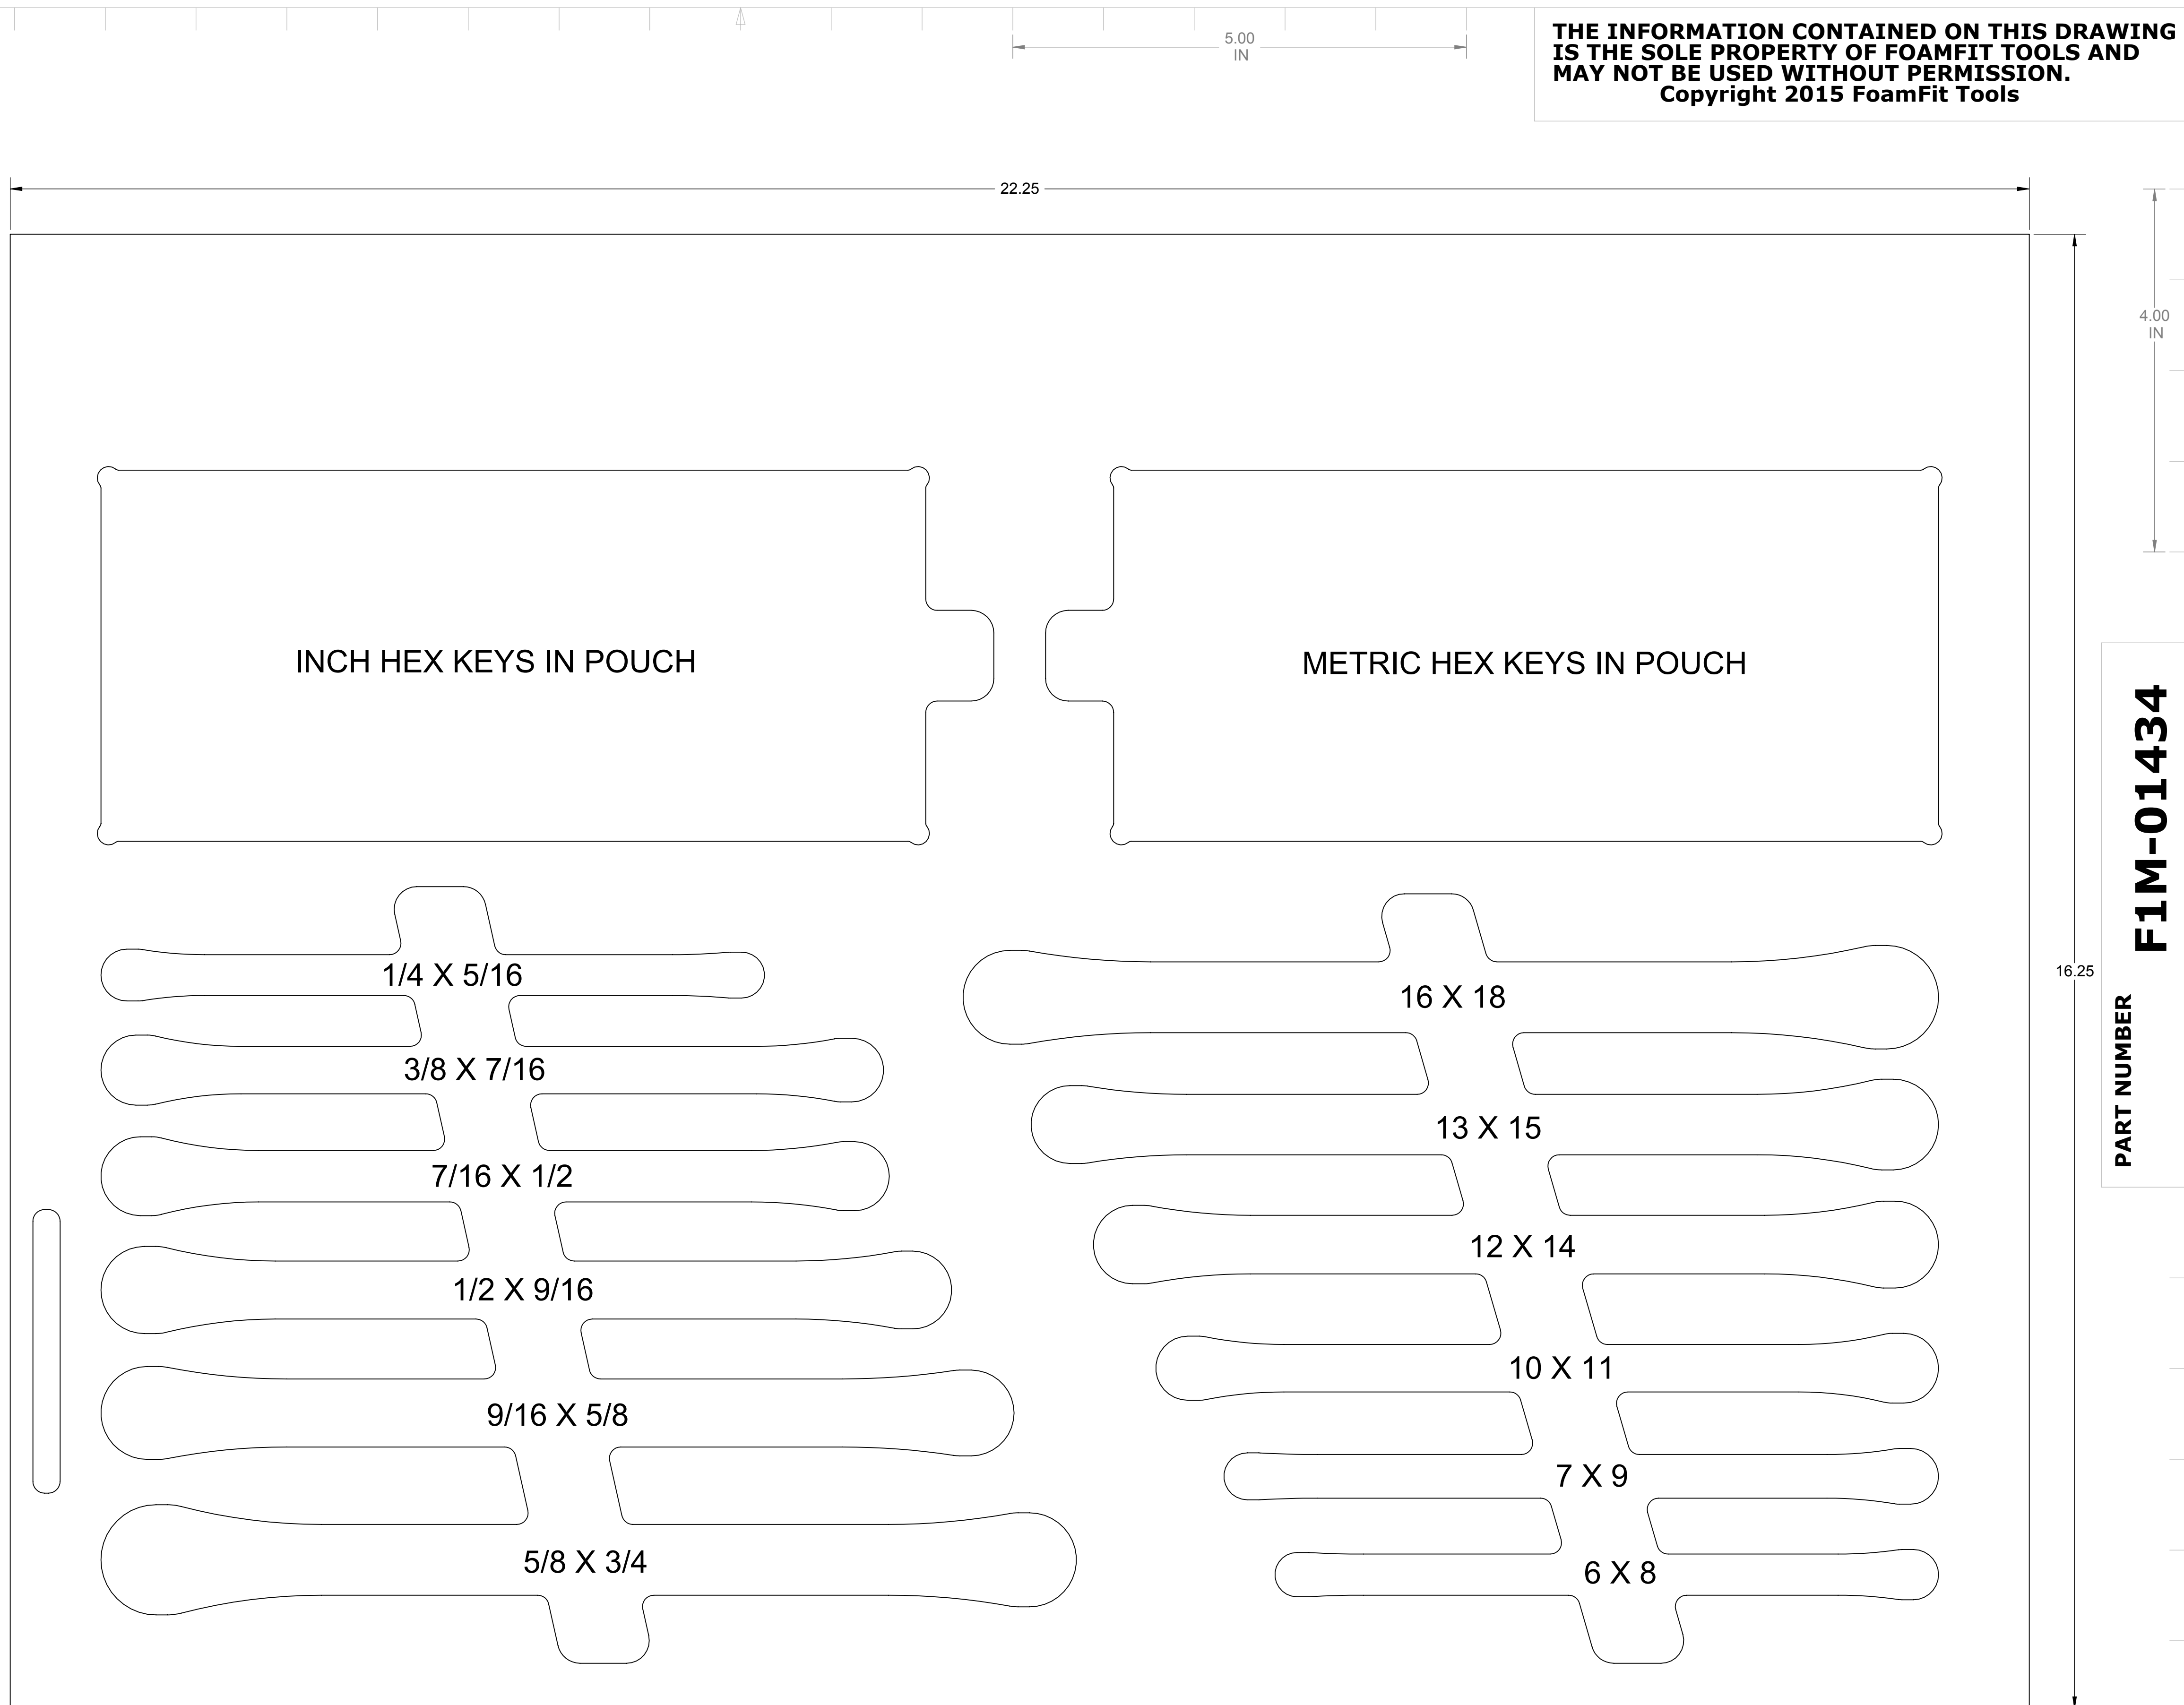 5.00
IN
THE INFORMATION CONTAINED ON THIS DRAWING
IS THE SOLE PROPERTY OF FOAMFIT TOOLS AND
MAY NOT BE USED WITHOUT PERMISSION.
Copyright 2015 FoamFit Tools
22.25
4.00
IN
INCH HEX KEYS IN POUCH
METRIC HEX KEYS IN POUCH
PART NUMBER
F1M-01434
16.25
1/4 X 5/16
3/8 X 7/16
7/16 X 1/2
1/2 X 9/16
9/16 X 5/8
5/8 X 3/4
16 X 18
13 X 15
12 X 14
10 X 11
7 X 9
6 X 8